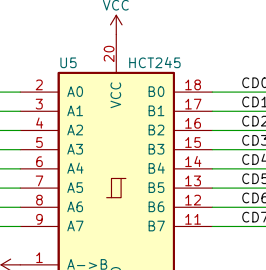 VCC
20
U5 HCT245
VCC
2 A0 B0 18 CD0
3 A1 B1 17 CD1
4 A2 B2 16 CD2
5 A3 B3 15 CD3
6 A4 B4 14 CD4
7 A5 B5 13 CD5
8 A6 B6 12 CD6
9 A7 B7 11 CD7
1 A->B